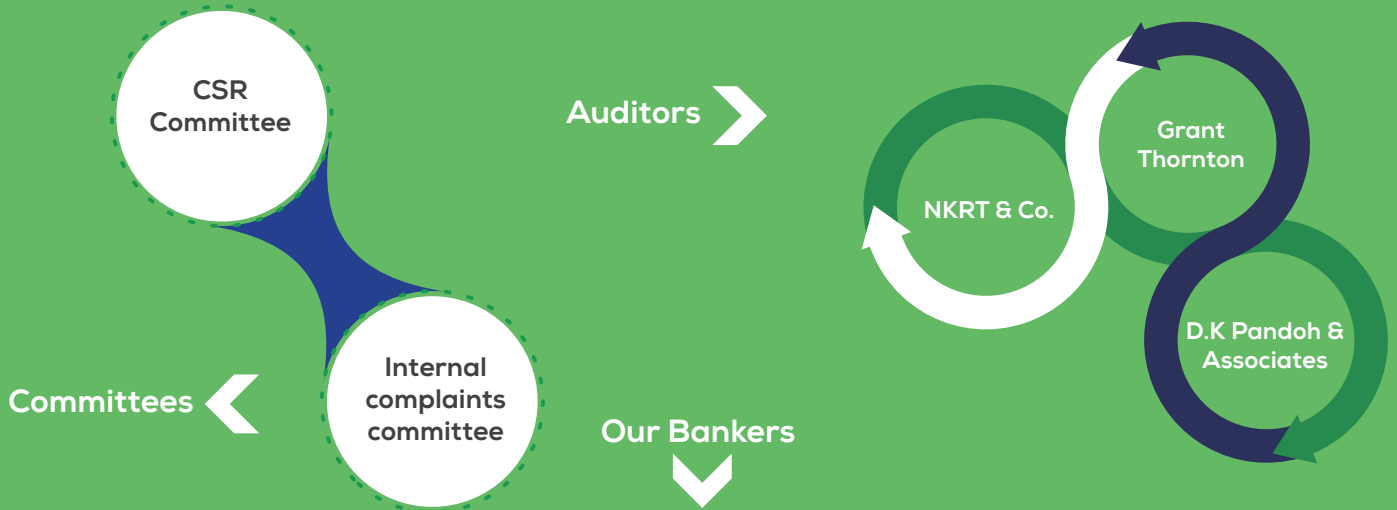 CSR
Committee
Auditors
Grant
Thornton
NKRT & Co.
D.K Pandoh &
Associates
Internal
complaints
committee
Committees
Our Bankers